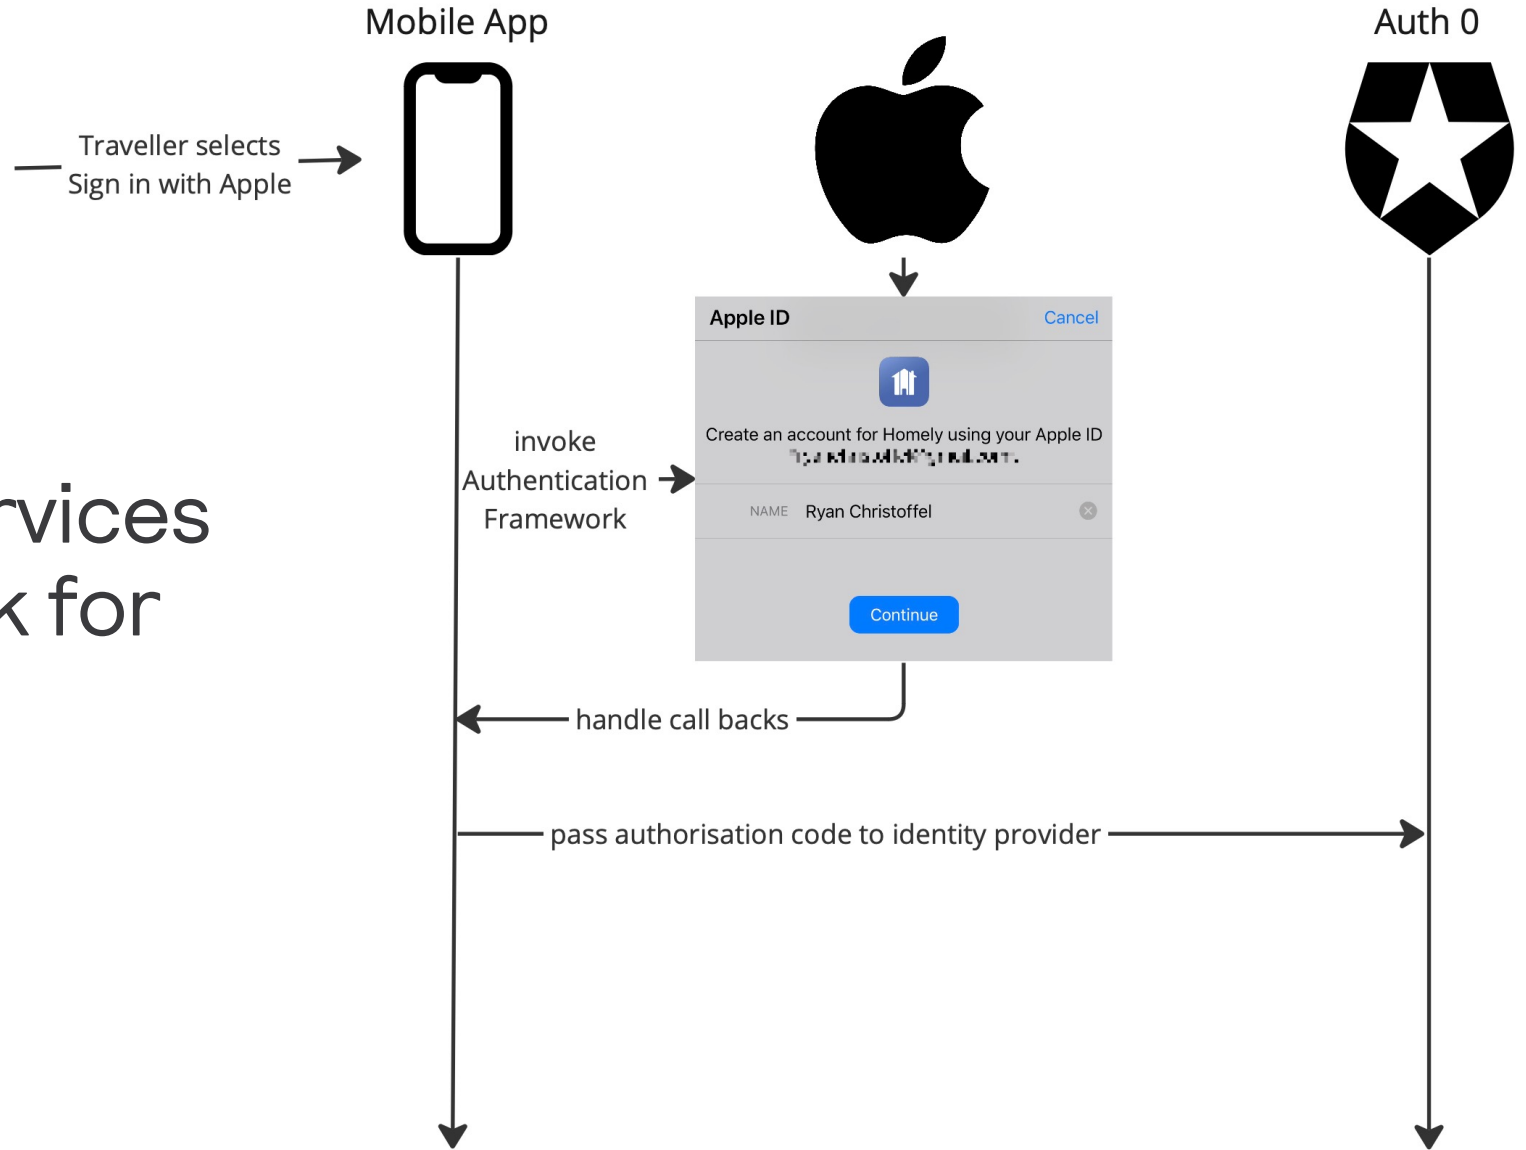 Mobile App
Auth 0
Traveller selects
Sign in with Apple
Apple ID
Cancel
Create an account for Homely using your Apple ID
NAME
Ryan Christoffel
Continue
invoke
Authentication
Framework
for
handle call backs
pass authorisation code to identity provider